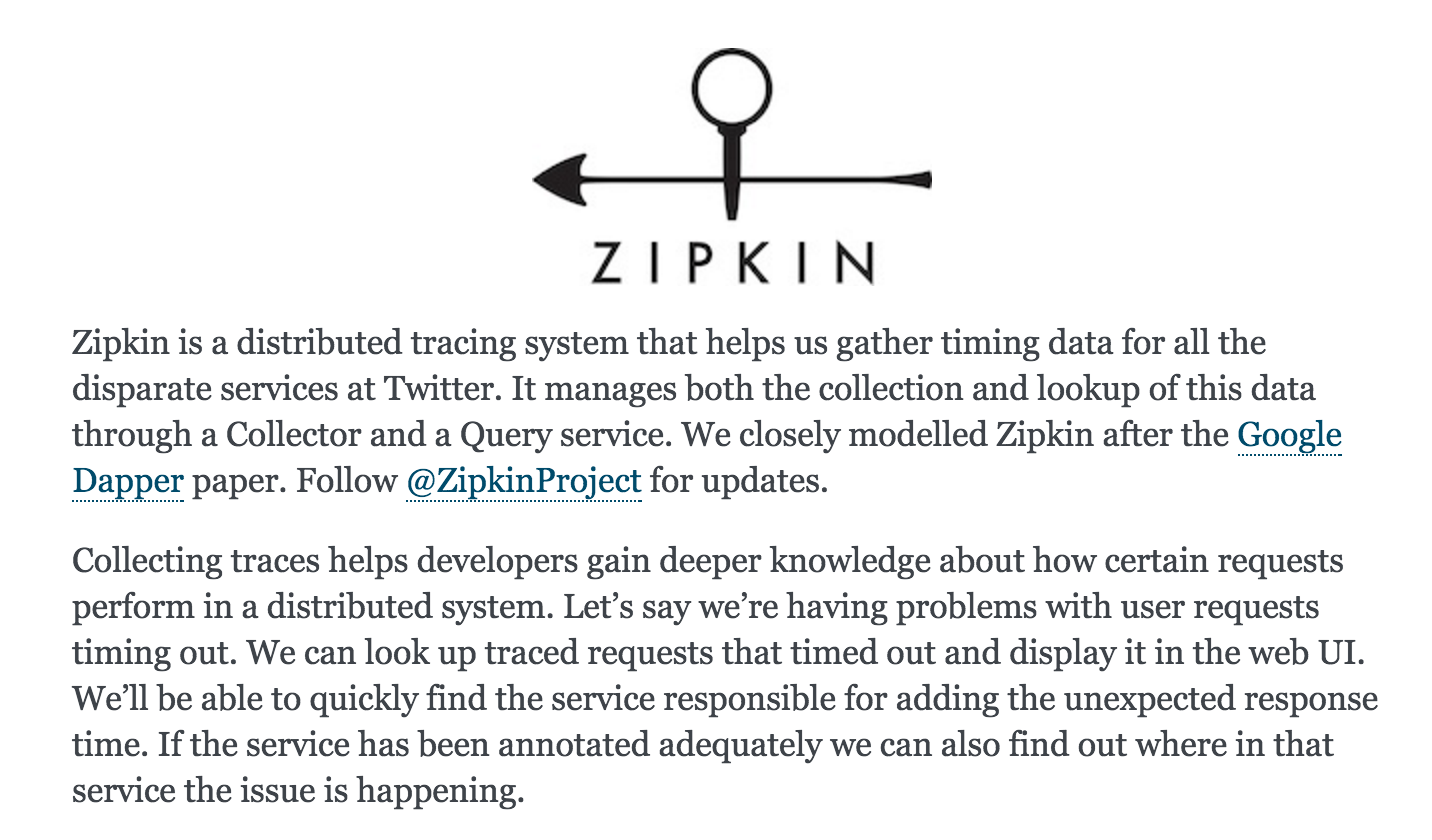 ZIPKIN
Zipkin is a distributed tracing system that helps us gather timing data for all the
disparate services at Twitter. It manages both the collection and lookup of this data
through a Collector and a Query service. We closely modelled Zipkin after the Google
Dapper paper. Follow @ZipkinProject for updates.
Collecting traces helps developers gain deeper knowledge about how certain requests
perform in a distributed system. Let’s say we’re having problems with user requests
timing out. We can look up traced requests that timed out and display it in the web UI.
We’ll be able to quickly find the service responsible for adding the unexpected response
time. If the service has been annotated adequately we can also find out where in that
service the issue is happening.